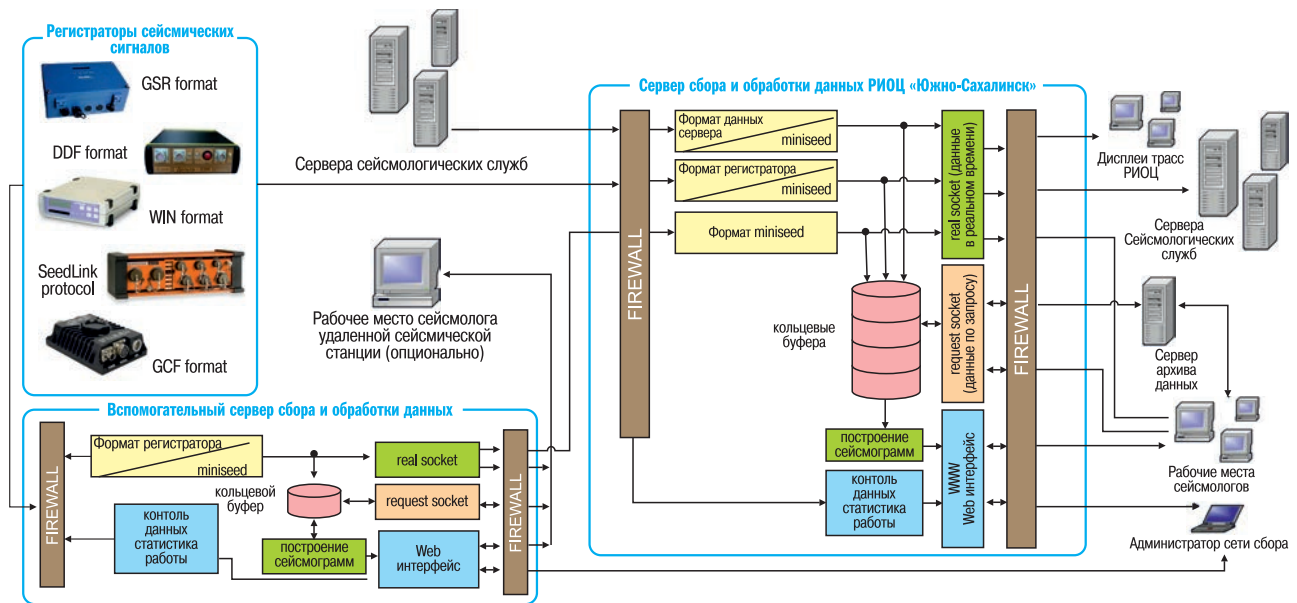 Регистраторы сейсмических
сигналов
GSR format
DDF format
WIN format
SeedLink
protocol
GCF format
Сервера сейсмологических служб
Рабочее место сейсмолога
удаленной сейсмической
станции (опционально)
Сервер сбора и обработки данных РИОЦ «Южно-Сахалинск»
FIREWALL
Формат данных
сервера
miniseed
Формат регистратора
miniseed
Формат miniseed
кольцевые
буфера
real socket (данные
в реальном времени)
request socket
(данные по запросу)
построение
сейсмограмм
контоль
данных
статистика
работы
WWW
Web интерфейс
FIREWALL
Дисплеи трасс
РИОЦ
Сервера
Сейсмологических
служб
Сервер
архива
данных
Рабочие места
сейсмологов
Администратор сети сбора
Вспомогательный сервер сбора и обработки данных
FIREWALL
Формат регистратора
miniseed
кольцевой
буфер
контоль
данных
статистика
работы
построение
сейсмограмм
real socket
request socket
Web
интерфейс
FIREWALL